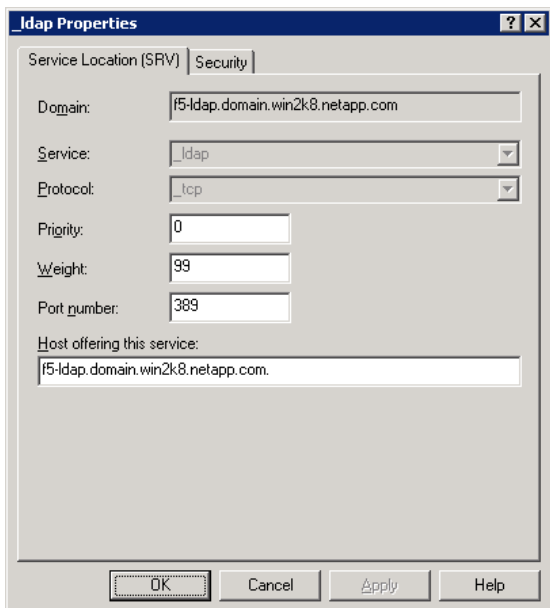 _ldap Properties
Service Location (SRV) Security
Domain: f5-ldap.domain.win2k8.netapp.com
Service: _ldap
Protocol: _tcp
Priority: 0
Weight: 99
Port number: 389
Host offering this service:
f5-ldap.domain.win2k8.netapp.com.
OK Cancel Apply Help